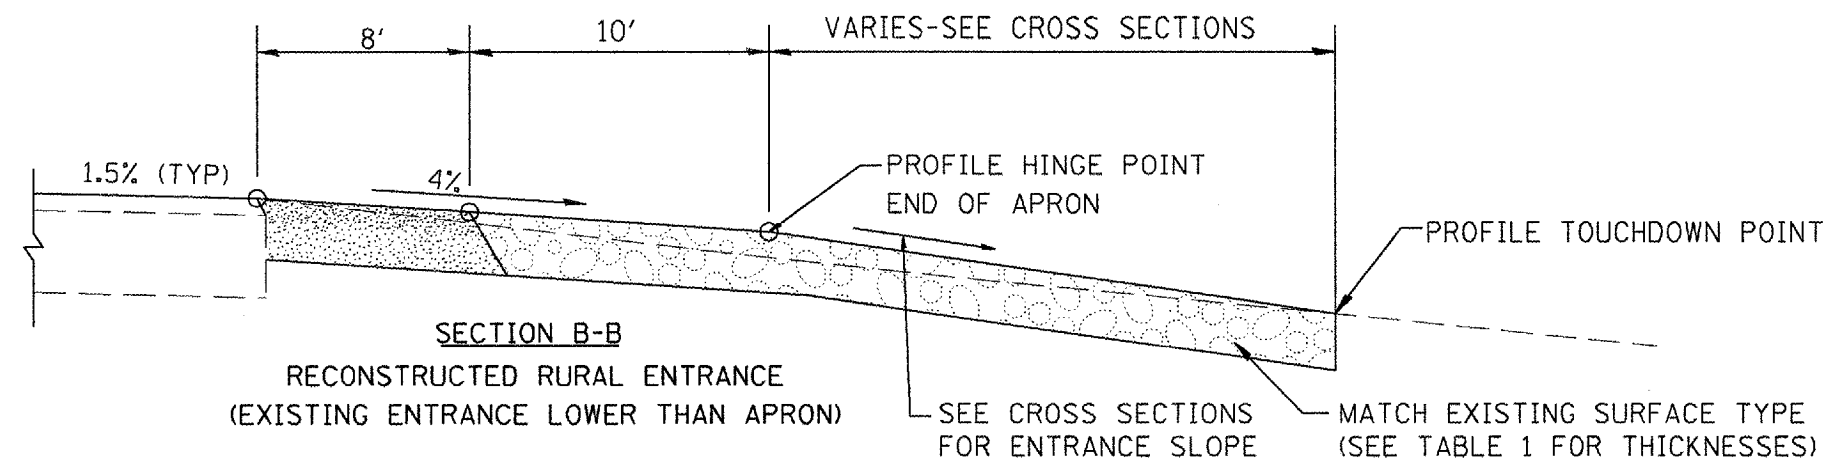 8'
10'
VARIES-SEE CROSS SECTIONS
1.5% (TYP)
4%
PROFILE HINGE POINT
END OF APRON
PROFILE TOUCHDOWN POINT
SECTION B-B
RECONSTRUCTED RURAL ENTRANCE
(EXISTING ENTRANCE LOWER THAN APRON)
SEE CROSS SECTIONS
FOR ENTRANCE SLOPE
MATCH EXISTING SURFACE TYPE
(SEE TABLE 1 FOR THICKNESSES)